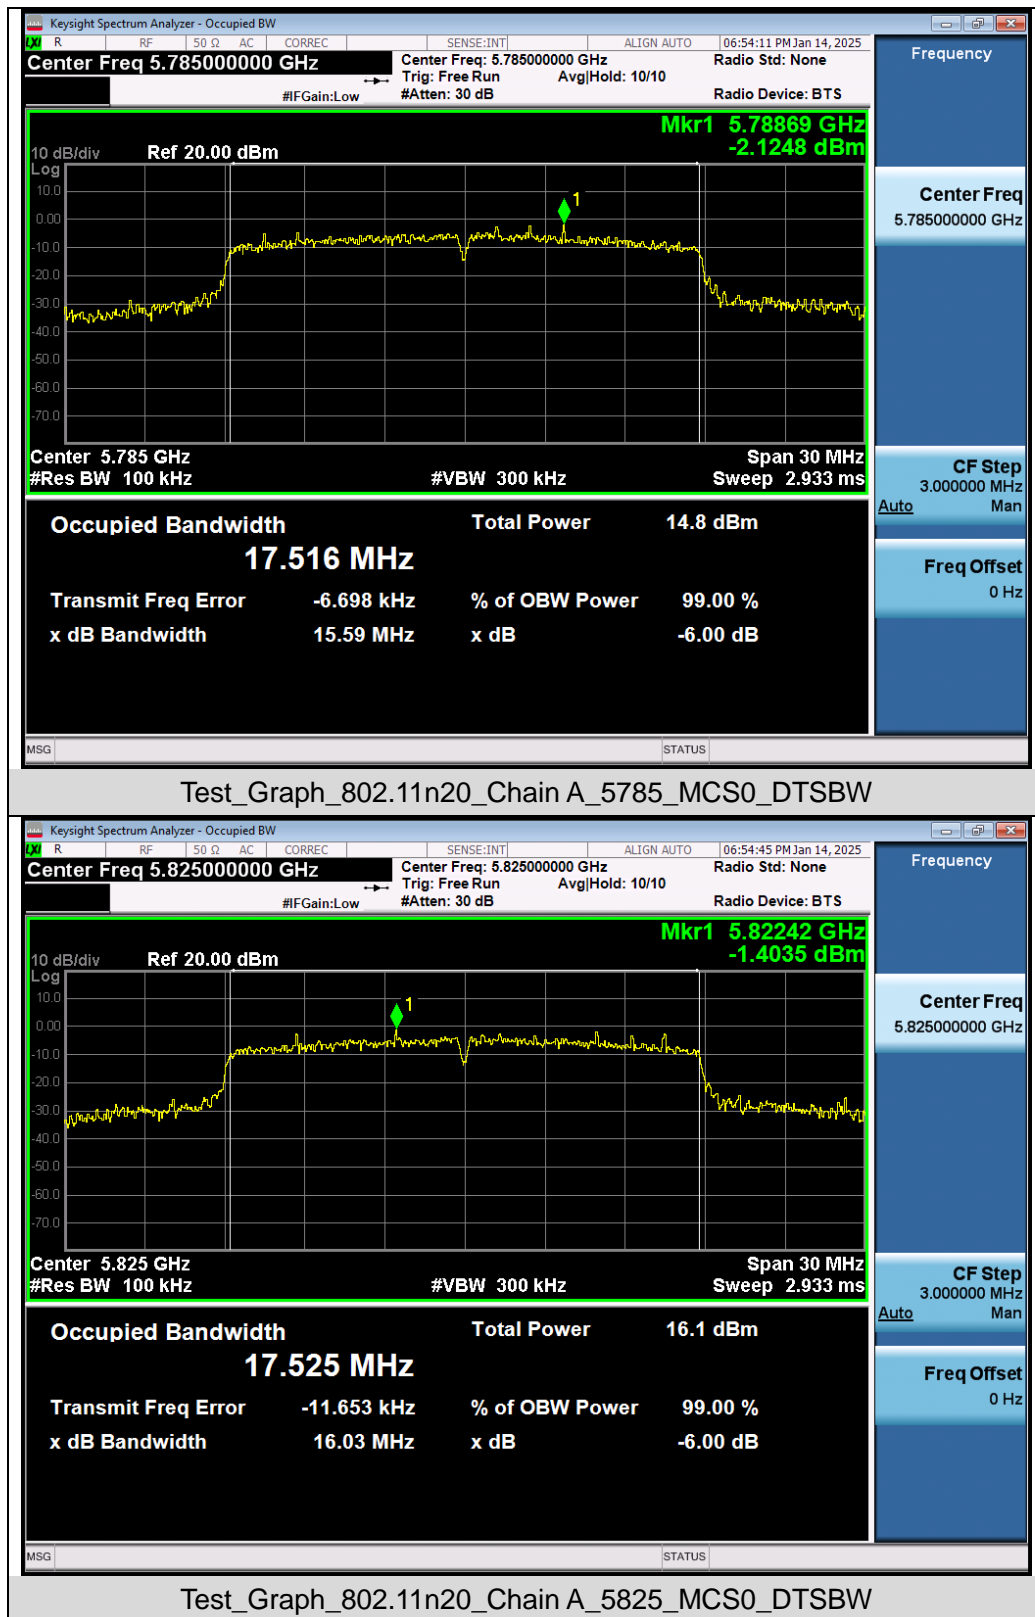 Keysight Spectrum Analyzer - Occupied BW
LXI R RF 50 Ω AC CORREC SENSE:INT ALIGN AUTO 06:54:11 PM Jan 14, 2025
Center Freq 5.785000000 GHz
Center Freq: 5.785000000 GHz Radio Std: None
Trig: Free Run Avg|Hold: 10/10
#IFGain:Low #Atten: 30 dB Radio Device: BTS
Frequency
Mkr1 5.78869 GHz
-2.1248 dBm
10 dB/div Ref 20.00 dBm
Log
10.0
0.00
-10.0
-20.0
-30.0
-40.0
-50.0
-60.0
-70.0
1
Center Freq
5.785000000 GHz
Center 5.785 GHz Span 30 MHz
#Res BW 100 kHz #VBW 300 kHz Sweep 2.933 ms
CF Step
3.000000 MHz
Auto Man
Occupied Bandwidth Total Power 14.8 dBm
17.516 MHz
Freq Offset
0 Hz
Transmit Freq Error -6.698 kHz % of OBW Power 99.00 %
x dB Bandwidth 15.59 MHz x dB -6.00 dB
MSG STATUS
Test_Graph_802.11n20_Chain A_5785_MCS0_DTSBW
Keysight Spectrum Analyzer - Occupied BW
LXI R RF 50 Ω AC CORREC SENSE:INT ALIGN AUTO 06:54:45 PM Jan 14, 2025
Center Freq 5.825000000 GHz
Center Freq: 5.825000000 GHz Radio Std: None
Trig: Free Run Avg|Hold: 10/10
#IFGain:Low #Atten: 30 dB Radio Device: BTS
Frequency
Mkr1 5.82242 GHz
-1.4035 dBm
10 dB/div Ref 20.00 dBm
Log
10.0
0.00
-10.0
-20.0
-30.0
-40.0
-50.0
-60.0
-70.0
1
Center Freq
5.825000000 GHz
Center 5.825 GHz Span 30 MHz
#Res BW 100 kHz #VBW 300 kHz Sweep 2.933 ms
CF Step
3.000000 MHz
Auto Man
Occupied Bandwidth Total Power 16.1 dBm
17.525 MHz
Freq Offset
0 Hz
Transmit Freq Error -11.653 kHz % of OBW Power 99.00 %
x dB Bandwidth 16.03 MHz x dB -6.00 dB
MSG STATUS
Test_Graph_802.11n20_Chain A_5825_MCS0_DTSBW